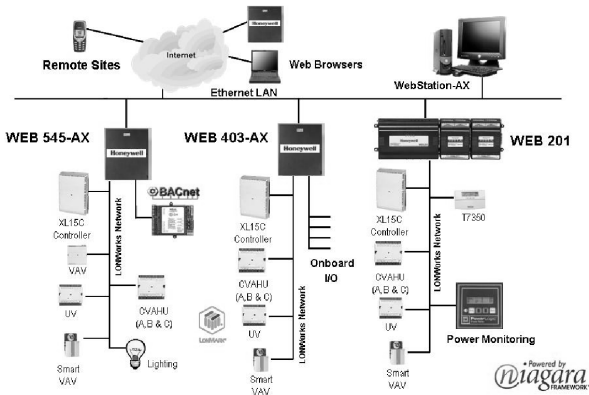 Internet
Honeywell
Remote Sites
Web Browsers
WebStation-AX
Ethernet LAN
WEB 545-AX
Honeywell
WEB 403-AX
Honeywell
Honeywell
WEB 201
BACnet
XL15C
Controller
VAV
UV
Smart
VAV
LONWorks Network
CVAHU
(A,B & C)
Lighting
XL15C
Controller
CVAHU
(A,B & C)
LONMARK
UV
Smart
VAV
LONWorks Network
Onboard
I/O
XL15C
Controller
CVAHU
(A,B & C)
UV
Smart
VAV
LONWorks Network
T7350
Power Monitoring
Powered by
niagara
FRAMEWORK